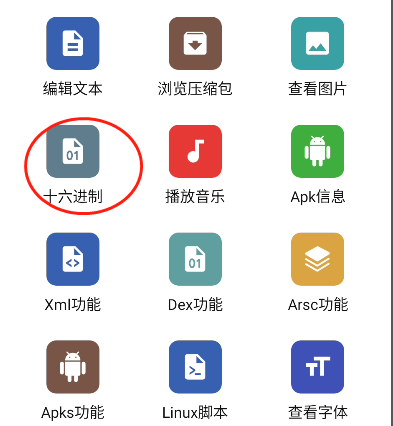 编辑文本 浏览压缩包 查看图片
01
十六进制 播放音乐 Apk信息
01
Xml功能 Dex功能 Arsc功能
TT
Apks功能 Linux脚本 查看字体